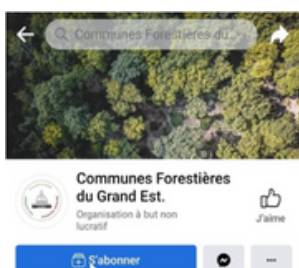 Communes Forestières du...
Communes Forestières
du Grand Est.
Organisation à but non
lucratif
J'aime
S'abonner